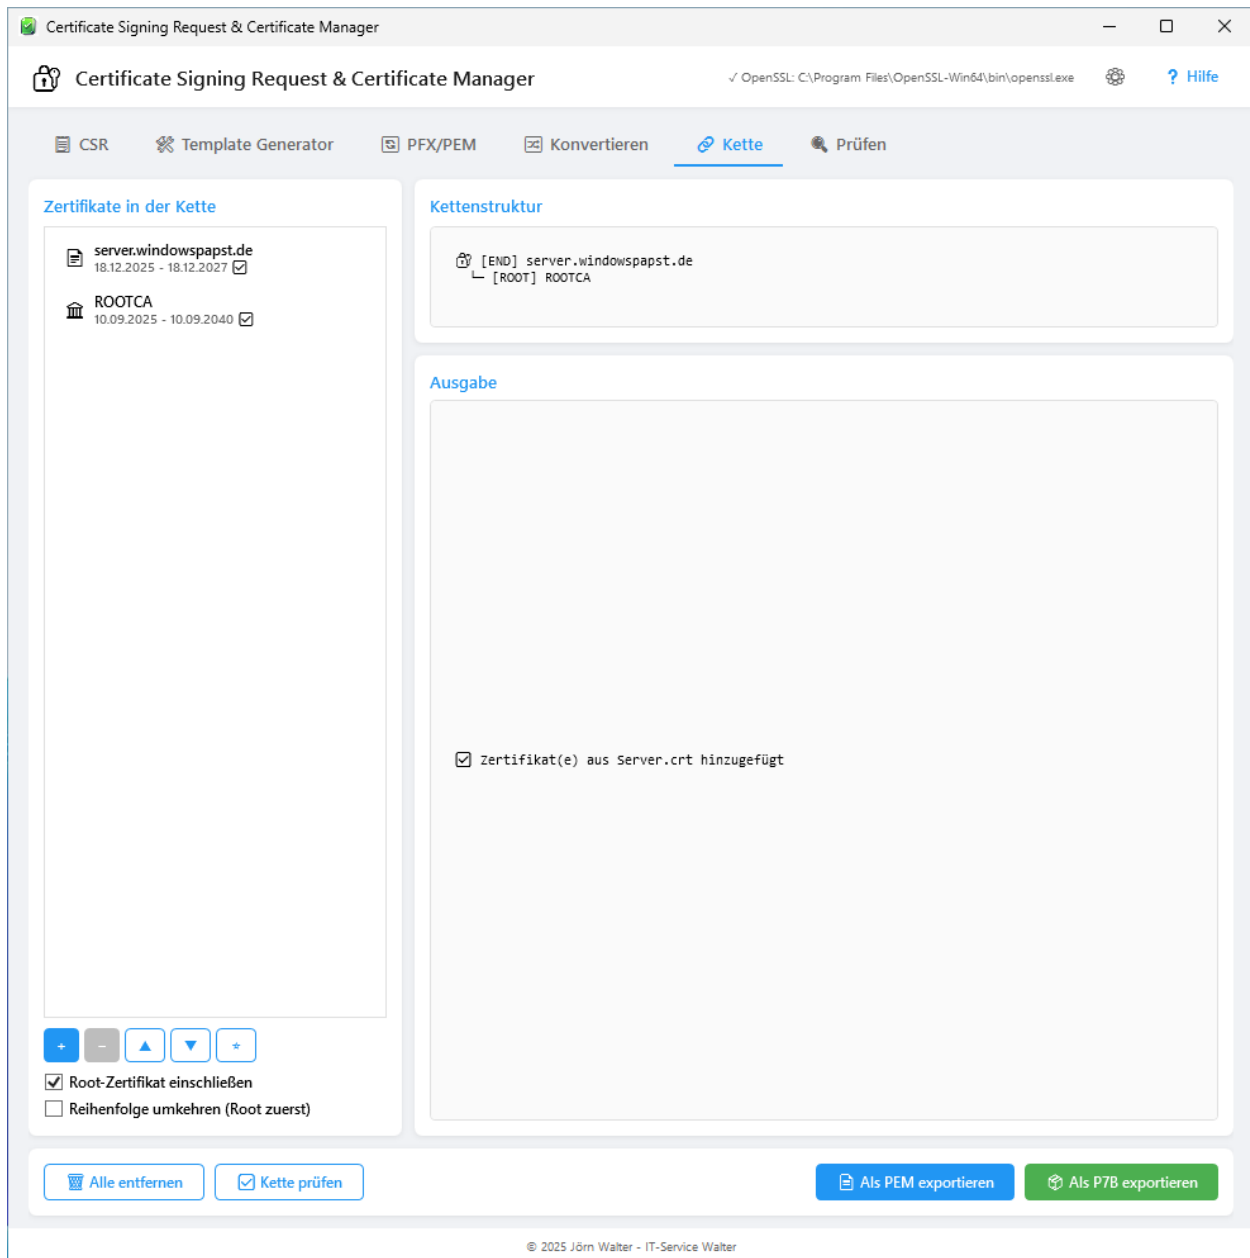 Certificate Signing Request & Certificate Manager
Certificate Signing Request & Certificate Manager
✓ OpenSSL: C:\Program Files\OpenSSL-Win64\bin\openssl.exe
? Hilfe
CSR
Template Generator
PFX/PEM
Konvertieren
Kette
Prüfen
Zertifikate in der Kette
server.windowspapst.de
18.12.2025 - 18.12.2027
ROOTCA
10.09.2025 - 10.09.2040
Root-Zertifikat einschließen
Reihenfolge umkehren (Root zuerst)
Kettenstruktur
[END] server.windowspapst.de
└─ [ROOT] ROOTCA
Ausgabe
Zertifikat(e) aus Server.crt hinzugefügt
Alle entfernen
Kette prüfen
Als PEM exportieren
Als P7B exportieren
© 2025 Jörn Walter - IT-Service Walter